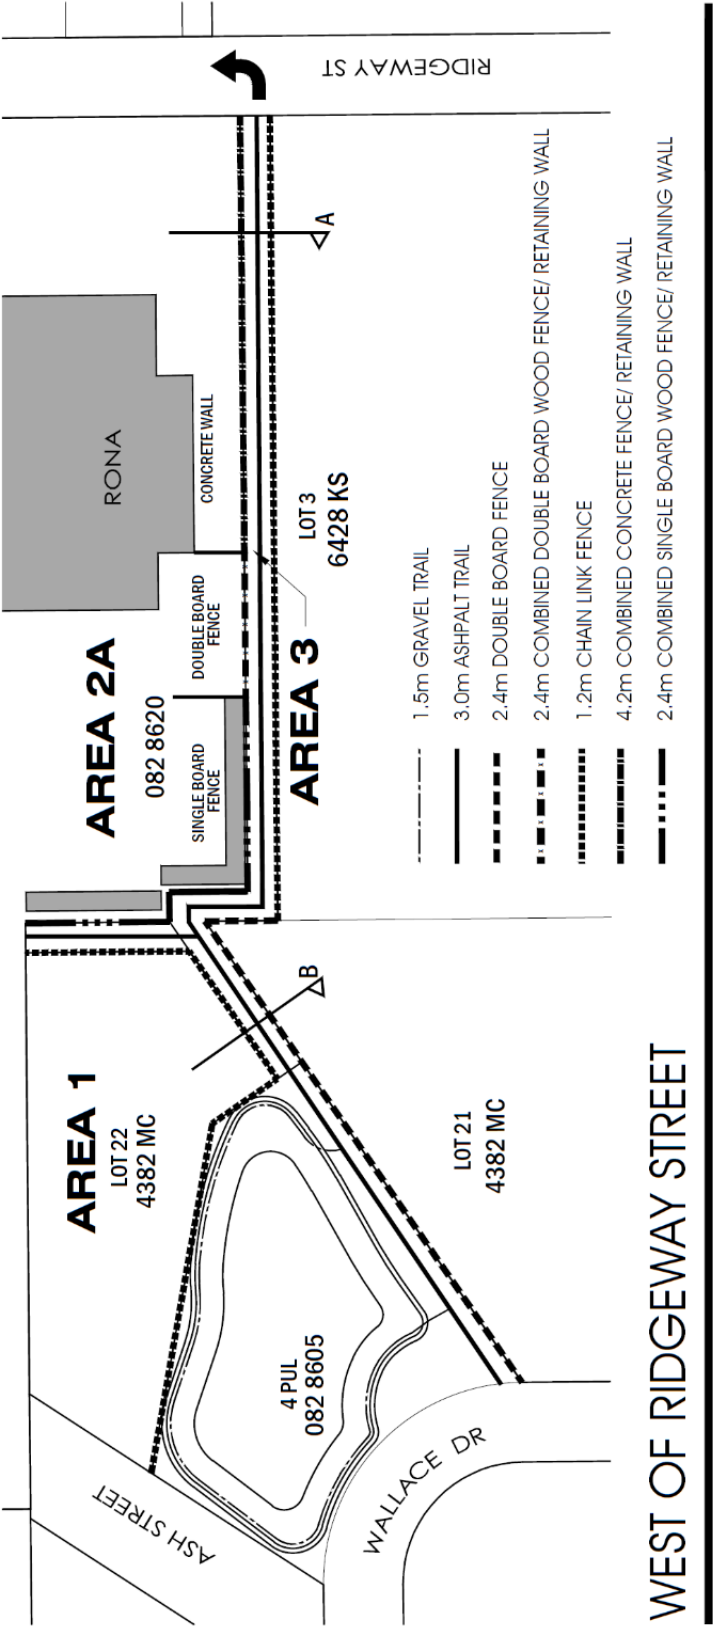 RIDGEWAY ST
A
RONA
CONCRETE WALL
LOT 3
6428 KS
DOUBLE BOARD
FENCE
AREA 2A
082 8620
AREA 3
SINGLE BOARD
FENCE
B
AREA 1
LOT 22
4382 MC
LOT 21
4382 MC
4 PUL
082 8605
ASH STREET
WALLACE DR
1.5m GRAVEL TRAIL
3.0m ASHPALT TRAIL
2.4m DOUBLE BOARD FENCE
2.4m COMBINED DOUBLE BOARD WOOD FENCE/ RETAINING WALL
1.2m CHAIN LINK FENCE
4.2m COMBINED CONCRETE FENCE/ RETAINING WALL
2.4m COMBINED SINGLE BOARD WOOD FENCE/ RETAINING WALL
WEST OF RIDGEWAY STREET